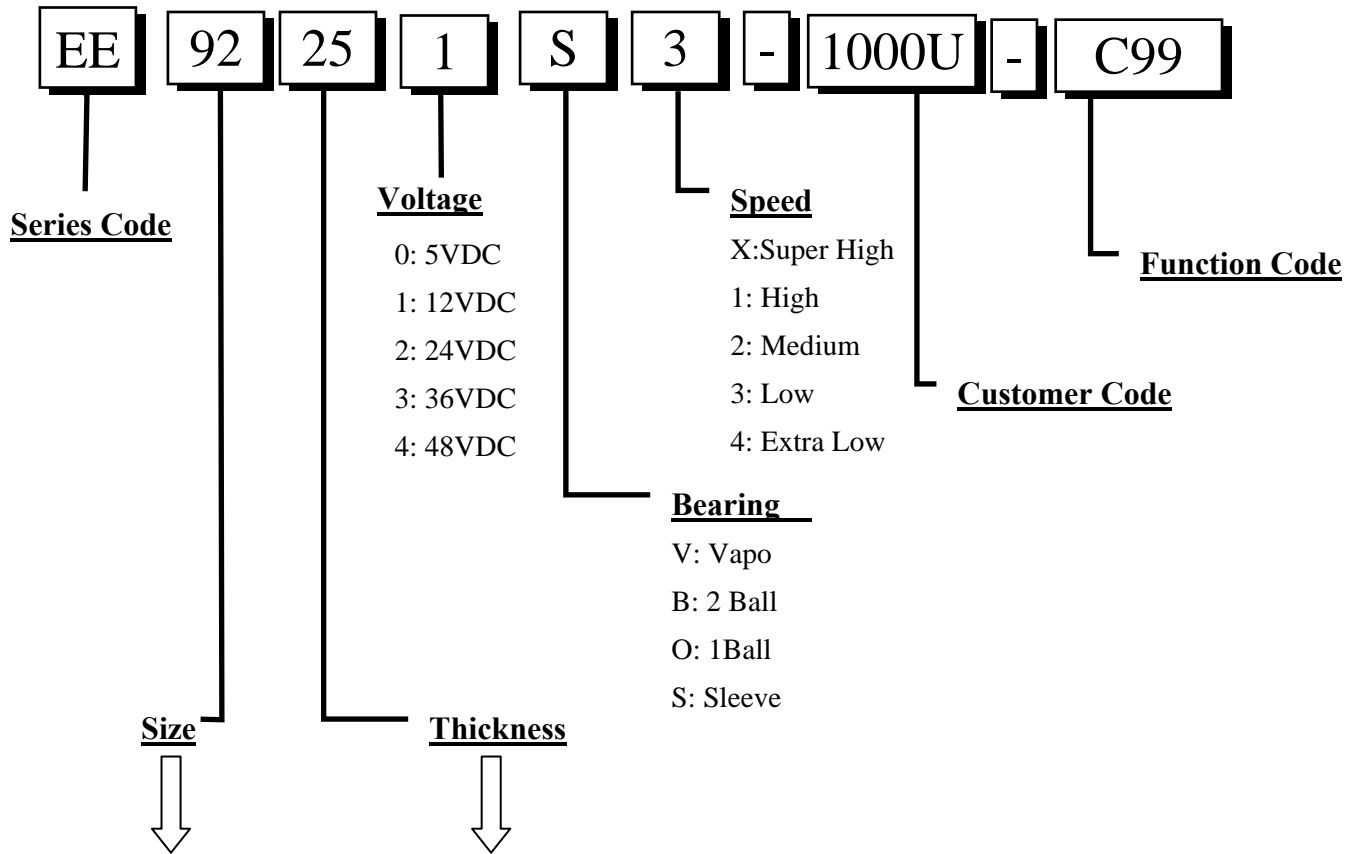 EE 92 25 1 S 3 - 1000U - C99
Series Code
Voltage
0: 5VDC
1: 12VDC
2: 24VDC
3: 36VDC
4: 48VDC
Speed
X:Super High
1: High
2: Medium
3: Low
4: Extra Low
Function Code
Customer Code
Bearing
V: Vapo
B: 2 Ball
O: 1Ball
S: Sleeve
Size
Thickness